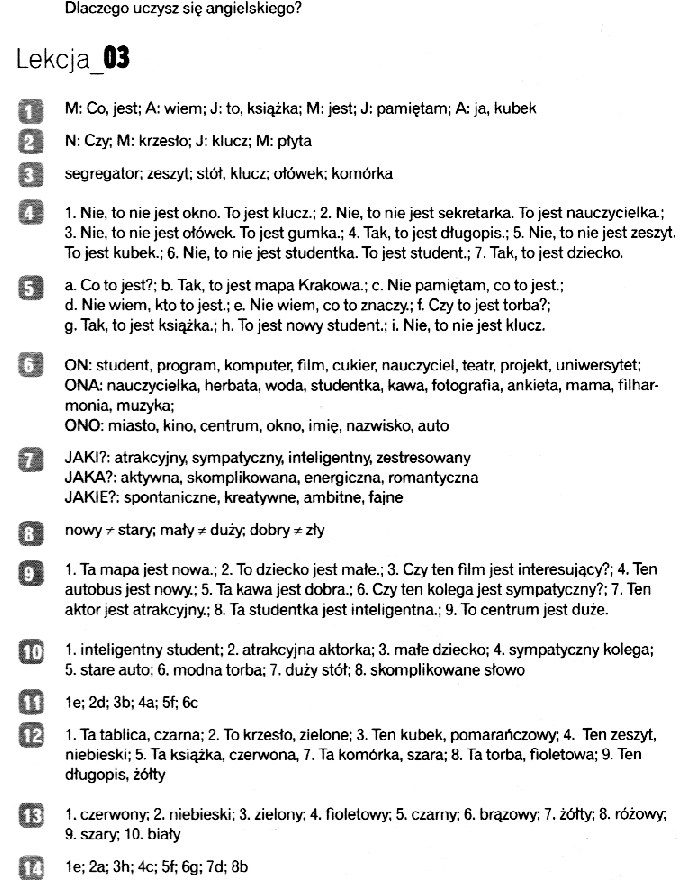 Dlaczego uczysz się angielskiego?
Lekcja_03
1 M: Co, jest; A: wiem; J: to, książka; M: jest; J: pamiętam; A: ja, kubek
2 N: Czy; M: krzesło; J: klucz; M: płyta
3 segregator; zeszyt; stół, klucz; ołówek; komórka
4 1. Nie, to nie jest okno. To jest klucz.; 2. Nie, to nie jest sekretarka. To jest nauczycielka.;
3. Nie, to nie jest ołówek. To jest gumka.; 4. Tak, to jest długopis.; 5. Nie, to nie jest zeszyt.
To jest kubek.; 6. Nie, to nie jest studentka. To jest student.; 7. Tak, to jest dziecko.
5 a. Co to jest?; b. Tak, to jest mapa Krakowa.; c. Nie pamiętam, co to jest.;
d. Nie wiem, kto to jest.; e. Nie wiem, co to znaczy.; f. Czy to jest torba?;
g. Tak, to jest książka.; h. To jest nowy student.; i. Nie, to nie jest klucz.
6 ON: student, program, komputer, film, cukier, nauczyciel, teatr, projekt, uniwersytet;
ONA: nauczycielka, herbata, woda, studentka, kawa, fotografia, ankieta, mama, filhar-
monia, muzyka;
ONO: miasto, kino, centrum, okno, imię, nazwisko, auto
7 JAKI?: atrakcyjny, sympatyczny, inteligentny, zestresowany
JAKA?: aktywna, skomplikowana, energiczna, romantyczna
JAKIE?: spontaniczne, kreatywne, ambitne, fajne
8 nowy ≠ stary; mały ≠ duży; dobry ≠ zły
9 1. Ta mapa jest nowa.; 2. To dziecko jest małe.; 3. Czy ten film jest interesujący?; 4. Ten
autobus jest nowy.; 5. Ta kawa jest dobra.; 6. Czy ten kolega jest sympatyczny?; 7. Ten
aktor jest atrakcyjny.; 8. Ta studentka jest inteligentna.; 9. To centrum jest duże.
10 1. inteligentny student; 2. atrakcyjna aktorka; 3. małe dziecko; 4. sympatyczny kolega;
5. stare auto; 6. modna torba; 7. duży stół; 8. skomplikowane słowo
11 1e; 2d; 3b; 4a; 5f; 6c
12 1. Ta tablica, czarna; 2. To krzesło, zielone; 3. Ten kubek, pomarańczowy; 4. Ten zeszyt,
niebieski; 5. Ta książka, czerwona, 7. Ta komórka, szara; 8. Ta torba, fioletowa; 9. Ten
długopis, żółty
13 1. czerwony; 2. niebieski; 3. zielony; 4. fioletowy; 5. czarny; 6. brązowy; 7. żółty; 8. różowy;
9. szary; 10. biały
14 1e; 2a; 3h; 4c; 5f; 6g; 7d; 8b